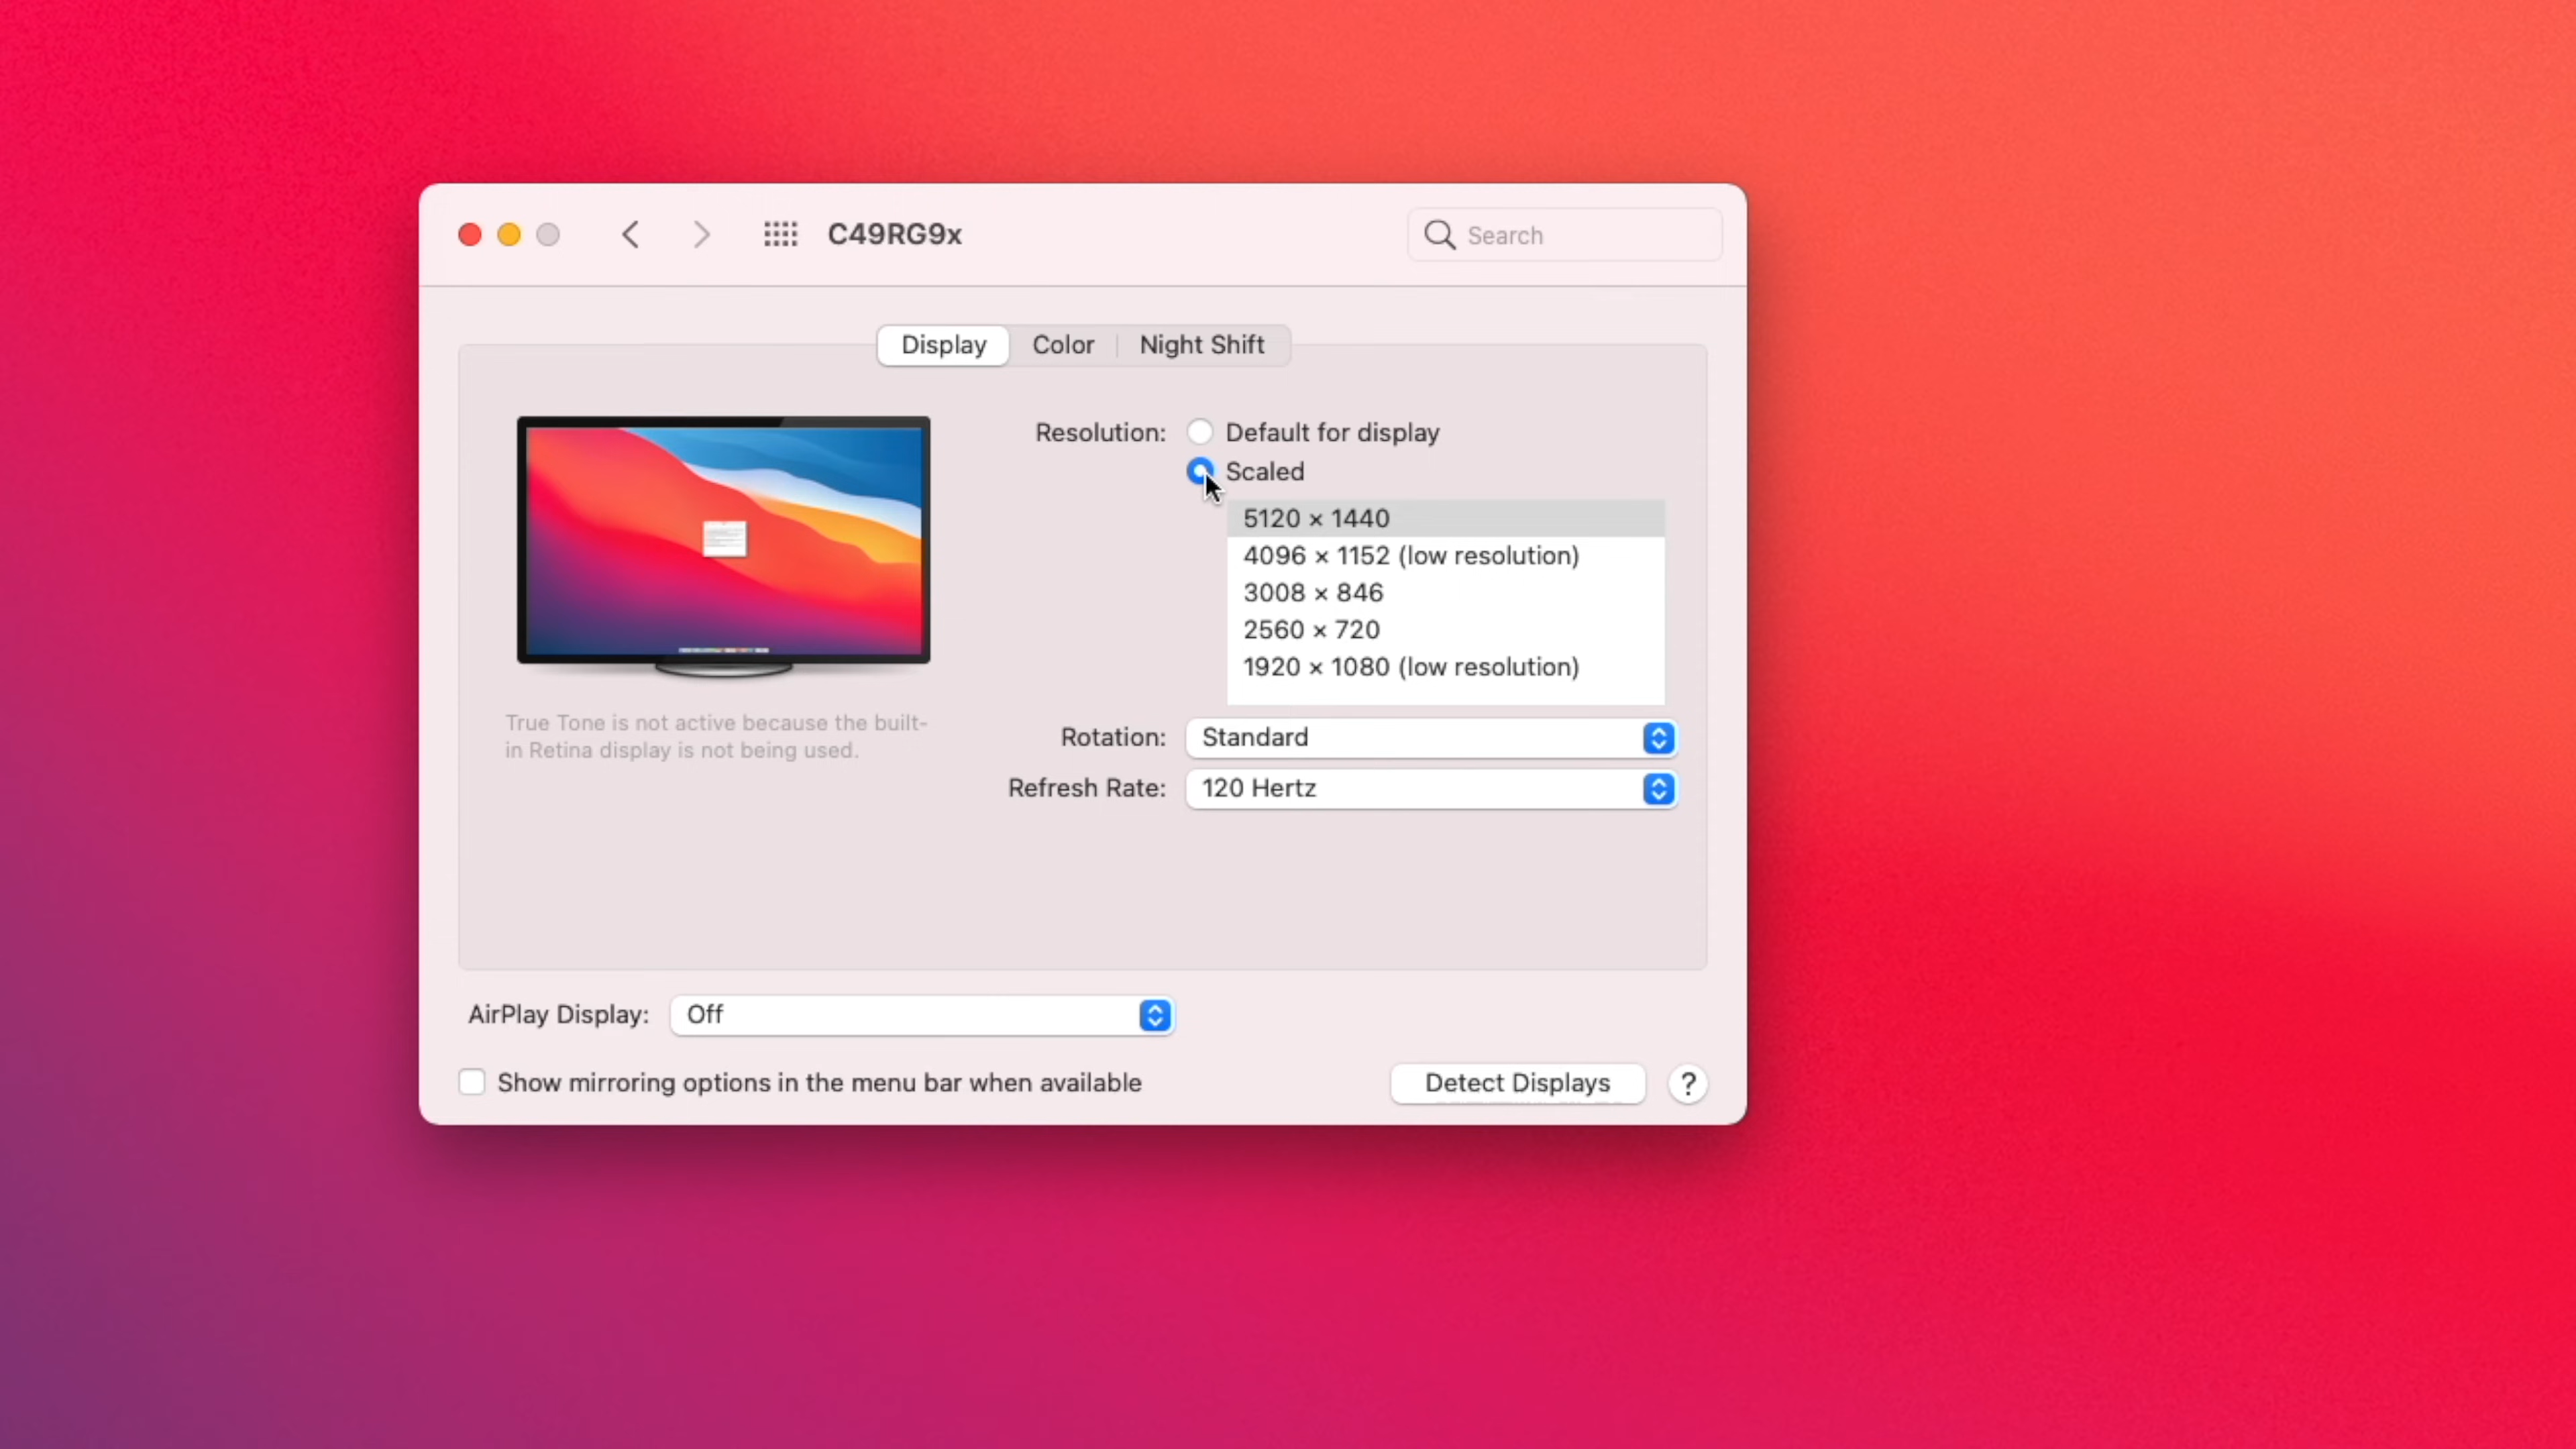 C49RG9x
Search
Display
Color
Night Shift
Resolution:
Default for display
Scaled
5120 × 1440
4096 × 1152 (low resolution)
3008 × 846
2560 × 720
1920 × 1080 (low resolution)
True Tone is not active because the built-
in Retina display is not being used.
Rotation:
Standard
Refresh Rate:
120 Hertz
AirPlay Display:
Off
Show mirroring options in the menu bar when available
Detect Displays
?